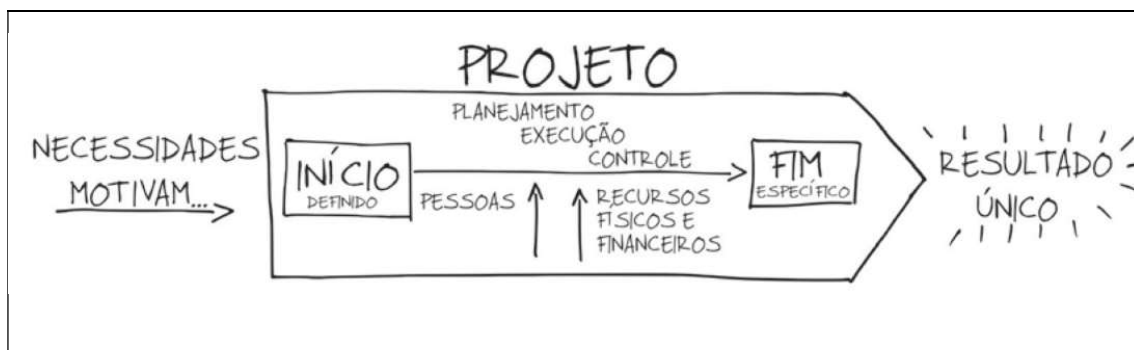 PROJETO
NECESSIDADES
MOTIVAM...
INÍCIO
DEFINIDO
PLANEJAMENTO
EXECUÇÃO
CONTROLE
PESSOAS
RECURSOS
FÍSICOS E
FINANCEIROS
FIM
ESPECÍFICO
RESULTADO
ÚNICO